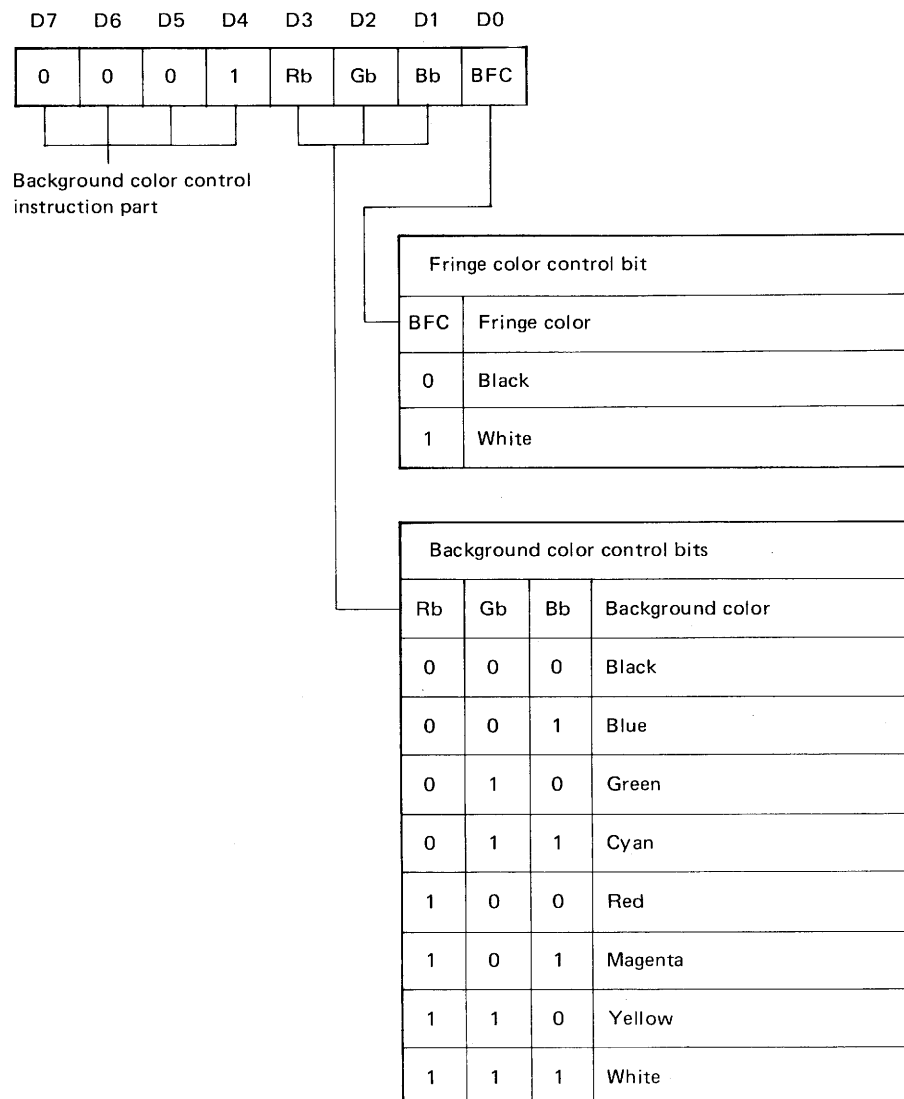 D7 D6 D5 D4 D3 D2 D1 D0
0 0 0 1 Rb Gb Bb BFC
Background color control
instruction part
Fringe color control bit
BFC Fringe color
0 Black
1 White
Background color control bits
Rb Gb Bb Background color
0 0 0 Black
0 0 1 Blue
0 1 0 Green
0 1 1 Cyan
1 0 0 Red
1 0 1 Magenta
1 1 0 Yellow
1 1 1 White